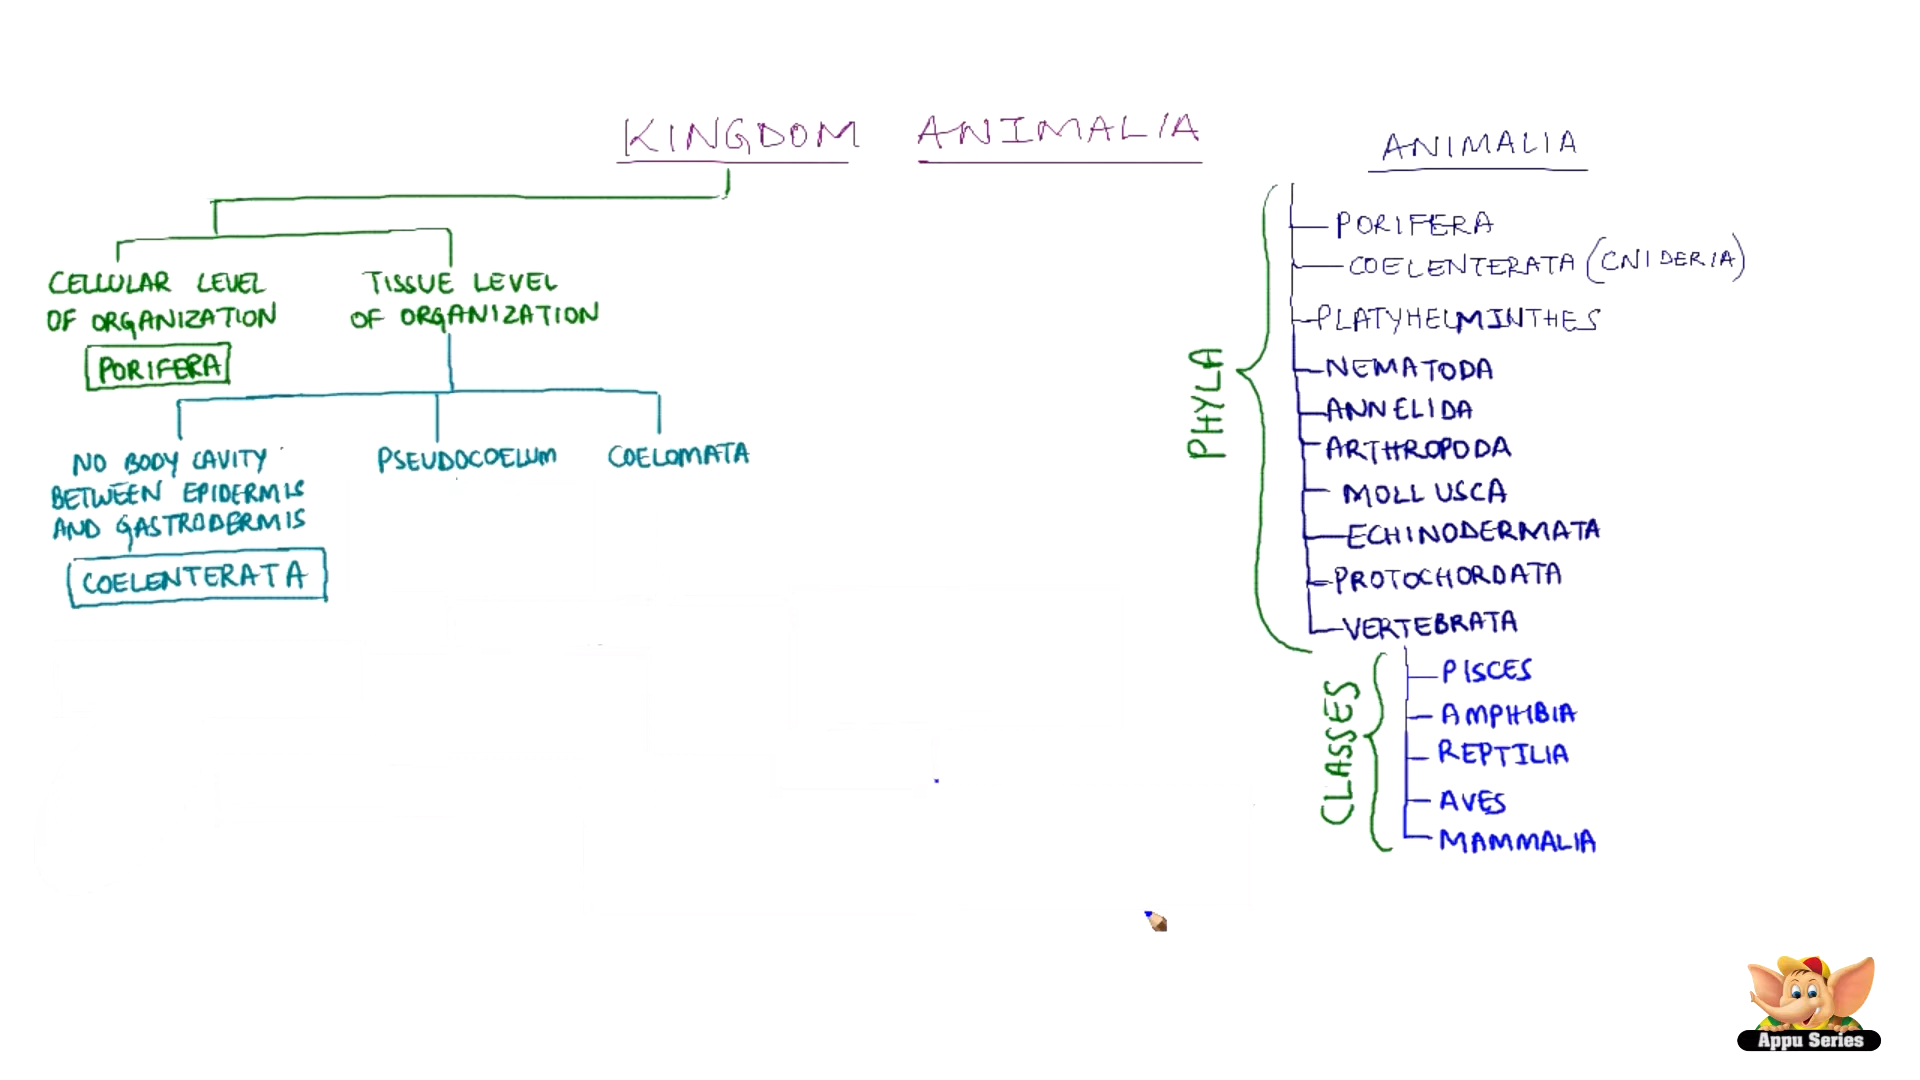 KINGDOM ANIMALIA
CELLULAR LEVEL
OF ORGANIZATION
PORIFERA
TISSUE LEVEL
OF ORGANIZATION
NO BODY CAVITY
BETWEEN EPIDERMIS
AND GASTRODERMIS
COELENTERATA
PSEUDOCOELUM
COELOMATA
ANIMALIA
PHYLA
PORIFERA
COELENTERATA (CNIDERIA)
PLATYHELMINTHES
NEMATODA
ANNELIDA
ARTHROPODA
MOLLUSCA
ECHINODERMATA
PROTOCHORDATA
VERTEBRATA
CLASSES
PISCES
AMPHIBIA
REPTILIA
AVES
MAMMALIA
Appu Series